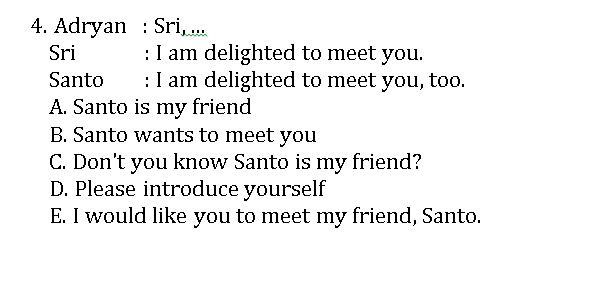 4. Adryan : Sri, ...
Sri : I am delighted to meet you.
Santo : I am delighted to meet you, too.
A. Santo is my friend
B. Santo wants to meet you
C. Don't you know Santo is my friend?
D. Please introduce yourself
E. I would like you to meet my friend, Santo.